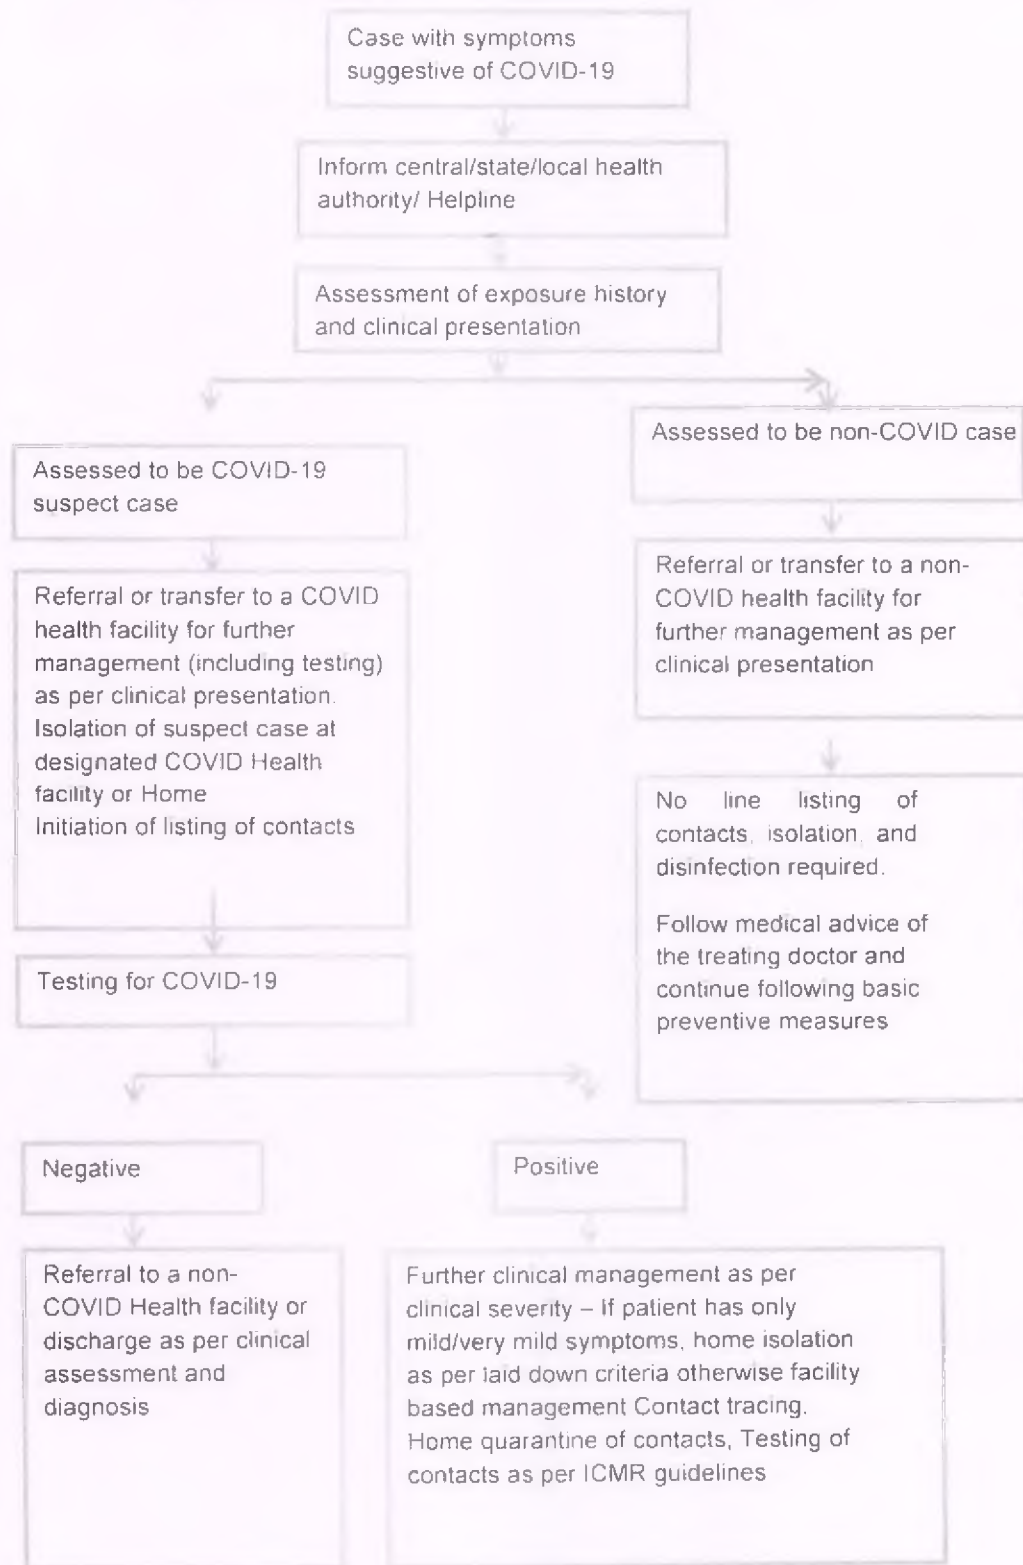 Case with symptoms
suggestive of COVID-19
Inform central/state/local health
authority/ Helpline
Assessment of exposure history
and clinical presentation
Assessed to be COVID-19
suspect case
Assessed to be non-COVID case
Referral or transfer to a COVID
health facility for further
management (including testing)
as per clinical presentation.
Isolation of suspect case at
designated COVID Health
facility or Home
Initiation of listing of contacts
Referral or transfer to a non-
COVID health facility for
further management as per
clinical presentation
No line listing of
contacts, isolation and
disinfection required.
Follow medical advice of
the treating doctor and
continue following basic
preventive measures
Testing for COVID-19
Negative
Positive
Referral to a non-
COVID Health facility or
discharge as per clinical
assessment and
diagnosis
Further clinical management as per
clinical severity – If patient has only
mild/very mild symptoms, home isolation
as per laid down criteria otherwise facility
based management Contact tracing,
Home quarantine of contacts, Testing of
contacts as per ICMR guidelines